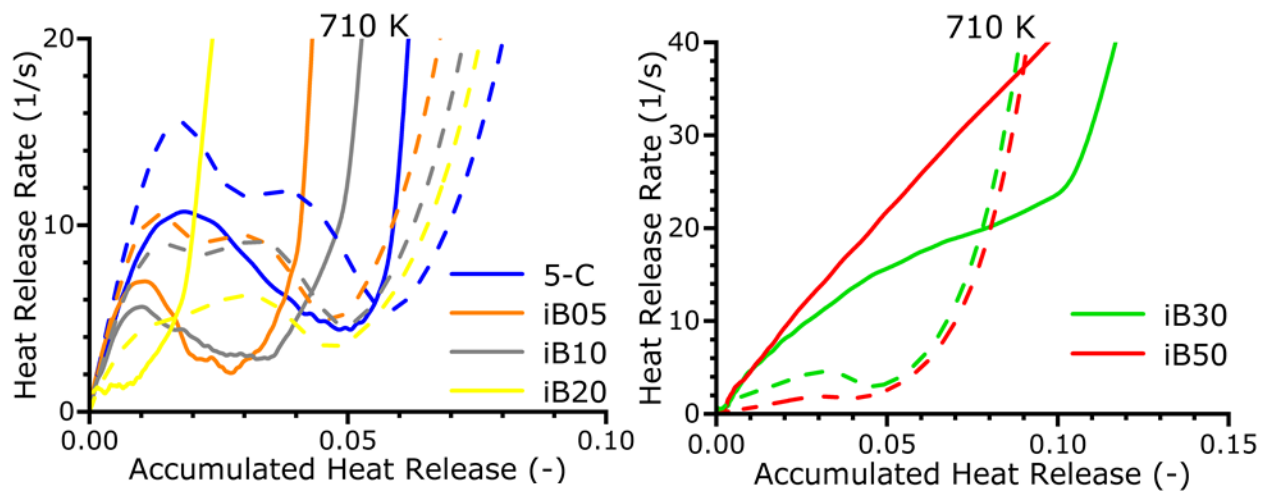 710 K
Heat Release Rate (1/s)
20
10
0
0.00
0.05
0.10
Accumulated Heat Release (-)
5-C
iB05
iB10
iB20
710 K
Heat Release Rate (1/s)
40
30
20
10
0
0.00
0.05
0.10
0.15
Accumulated Heat Release (-)
iB30
iB50